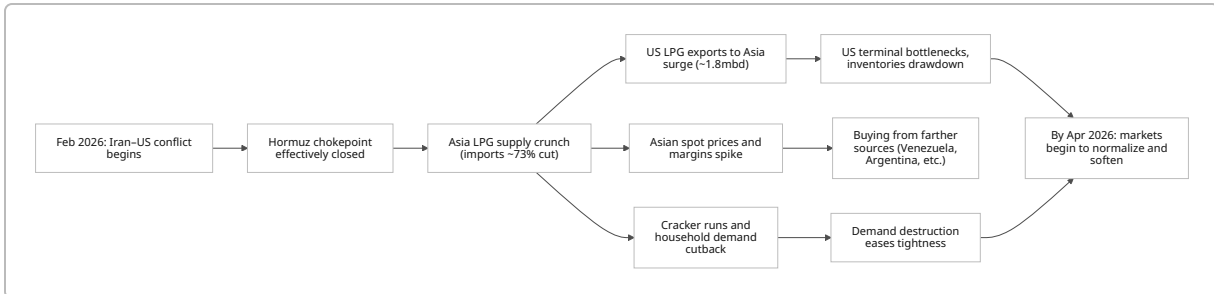 Feb 2026: Iran–US conflict
begins
Hormuz chokepoint
effectively closed
Asia LPG supply crunch
(imports ~73% cut)
US LPG exports to Asia
surge (~1.8mbd)
US terminal bottlenecks,
inventories drawdown
Asian spot prices and
margins spike
Buying from farther
sources (Venezuela,
Argentina, etc.)
Cracker runs and
household demand
cutback
Demand destruction
eases tightness
By Apr 2026: markets
begin to normalize and
soften